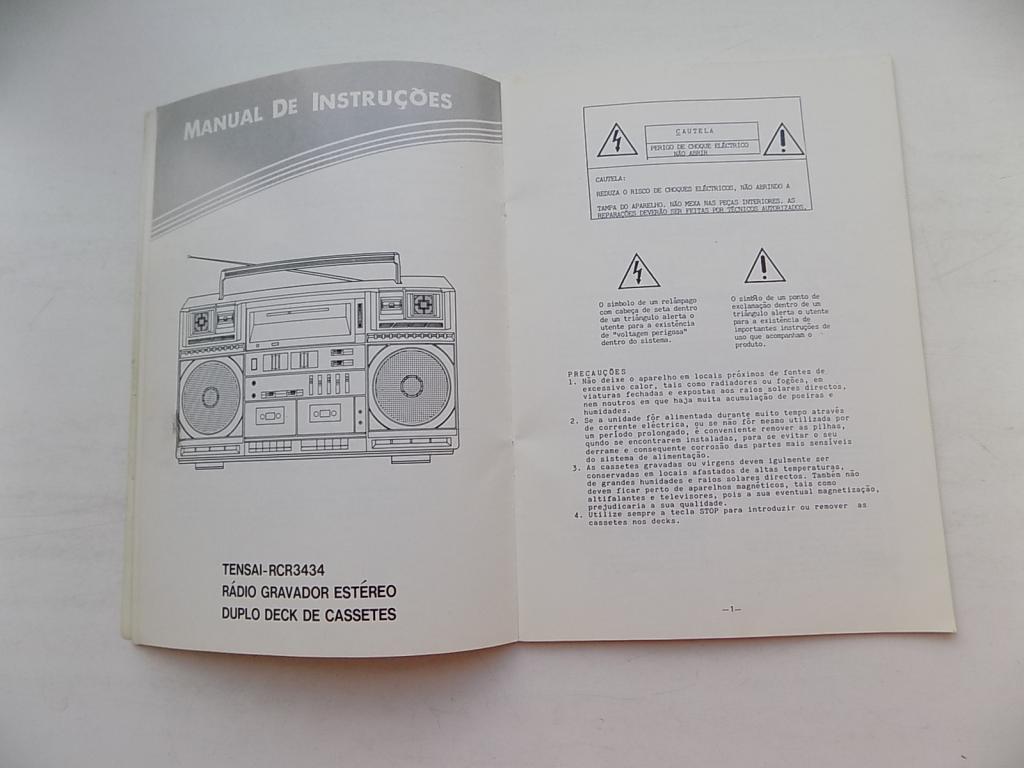 MANUAL DE INSTRUÇÕES
TENSAI-RCR3434
RÁDIO GRAVADOR ESTÉREO
DUPLO DECK DE CASSETES
CAUTELA
PERIGO DE CHOQUE ELÉCTRICO
NÃO ABRIR
CAUTELA:
REDUZA O RISCO DE CHOQUES ELÉCTRICOS, NÃO ABRINDO A
TAMPA DO APARELHO. NÃO MEXA NAS PEÇAS INTERIORES. AS
REPARAÇÕES DEVERÃO SER FEITAS POR TÉCNICOS AUTORIZADOS.
O simbolo de um relâmpago
com cabeça de seta dentro
de um triângulo alerta o
utente para a existência
de "voltagem perigosa"
dentro do sistema.
O simbolo de um ponto de
exclamação dentro de um
triângulo alerta o utente
para a existência de
importantes instruções de
uso que acompanham o
produto.
PRECAUÇÕES
1. Não deixe o aparelho em locais próximos de fontes de
excessivo calor, tais como radiadores ou fogões, em
viaturas fechadas e expostas aos raios solares directos,
nem noutros em que haja muita acumulação de poeiras e
humidades.
2. Se a unidade fôr alimentada durante muito tempo através
de corrente eléctrica, ou se não fôr mesmo utilizada por
um período prolongado, é conveniente remover as pilhas,
qundo se encontrarem instaladas, para se evitar o seu
derrame e consequente corrosão das partes mais sensíveis
do sistema de alimentação.
3. As cassetes gravadas ou virgens devem igulmente ser
conservadas em locais afastados de altas temperaturas,
de grandes humidades e raios solares directos. Também não
devem ficar perto de aparelhos magnéticos, tais como
altifalantes e televisores, pois a sua eventual magnetização,
prejudicaria a sua qualidade.
4. Utilize sempre a tecla STOP para introduzir ou remover as
cassetes nos decks.
—1—